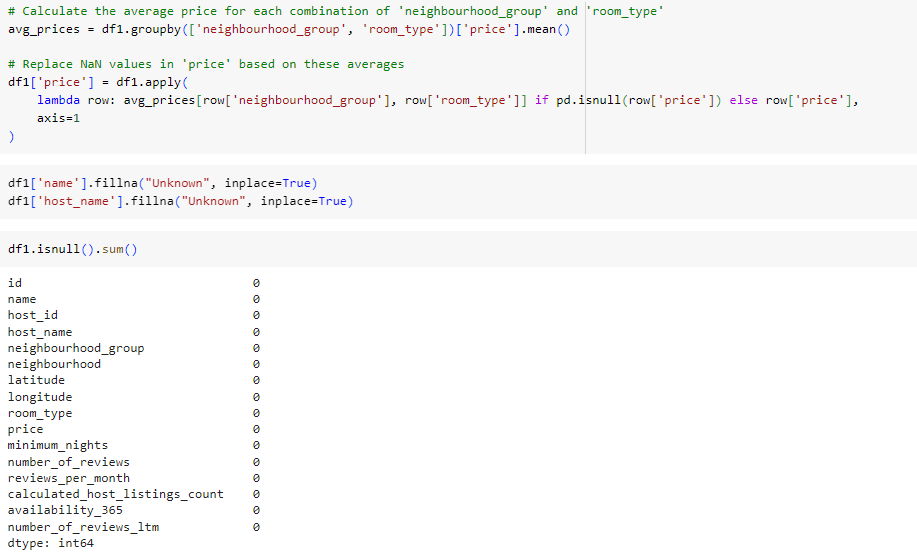 # Calculate the average price for each combination of 'neighbourhood_group' and 'room_type'
avg_prices = df1.groupby(['neighbourhood_group', 'room_type'])['price'].mean()
# Replace NaN values in 'price' based on these averages
df1['price'] = df1.apply(
    lambda row: avg_prices[row['neighbourhood_group'], row['room_type']] if pd.isnull(row['price']) else row['price'],
    axis=1
)
df1['name'].fillna("Unknown", inplace=True)
df1['host_name'].fillna("Unknown", inplace=True)
df1.isnull().sum()
id 0
name 0
host_id 0
host_name 0
neighbourhood_group 0
neighbourhood 0
latitude 0
longitude 0
room_type 0
price 0
minimum_nights 0
number_of_reviews 0
reviews_per_month 0
calculated_host_listings_count 0
availability_365 0
number_of_reviews_ltm 0
dtype: int64